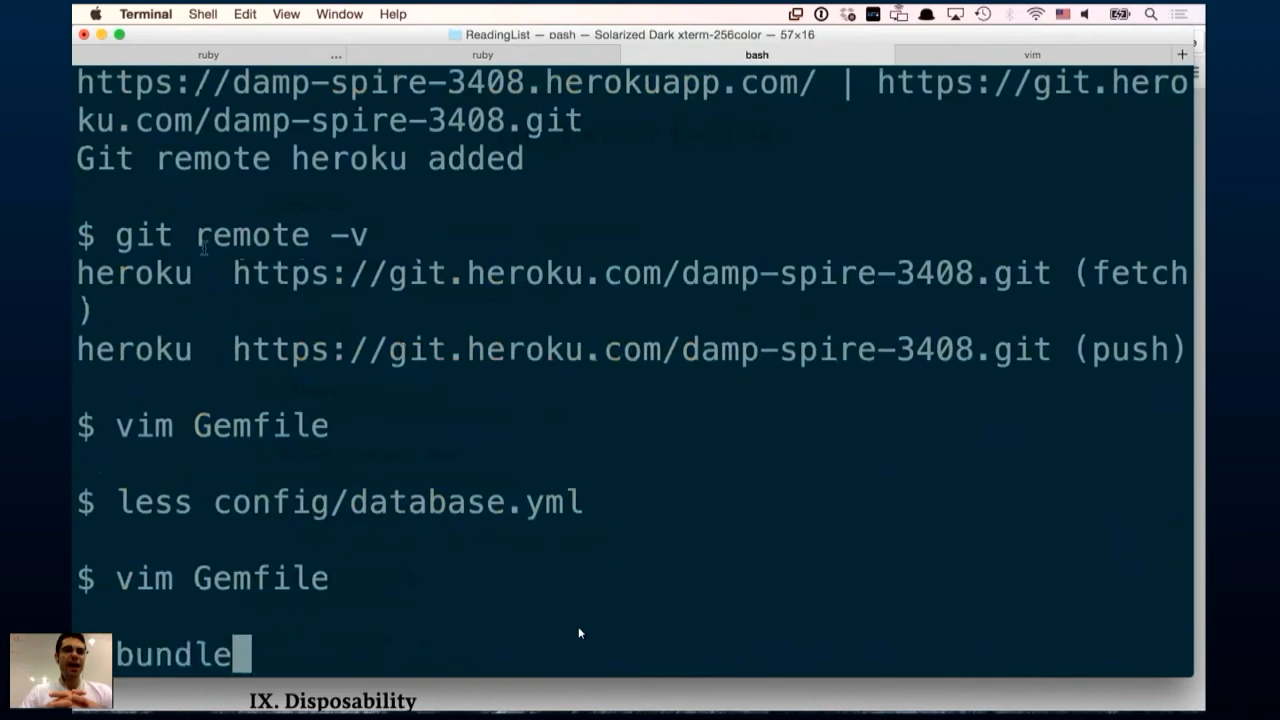 Terminal Shell Edit View Window Help
ReadingList — bash — Solarized Dark xterm-256color — 57×16
ruby ... ruby bash vim +
https://damp-spire-3408.herokuapp.com/ | https://git.hero
ku.com/damp-spire-3408.git
Git remote heroku added
$ git remote -v
heroku https://git.heroku.com/damp-spire-3408.git (fetch
)
heroku https://git.heroku.com/damp-spire-3408.git (push)
$ vim Gemfile
$ less config/database.yml
$ vim Gemfile
bundle
IX. Disposability